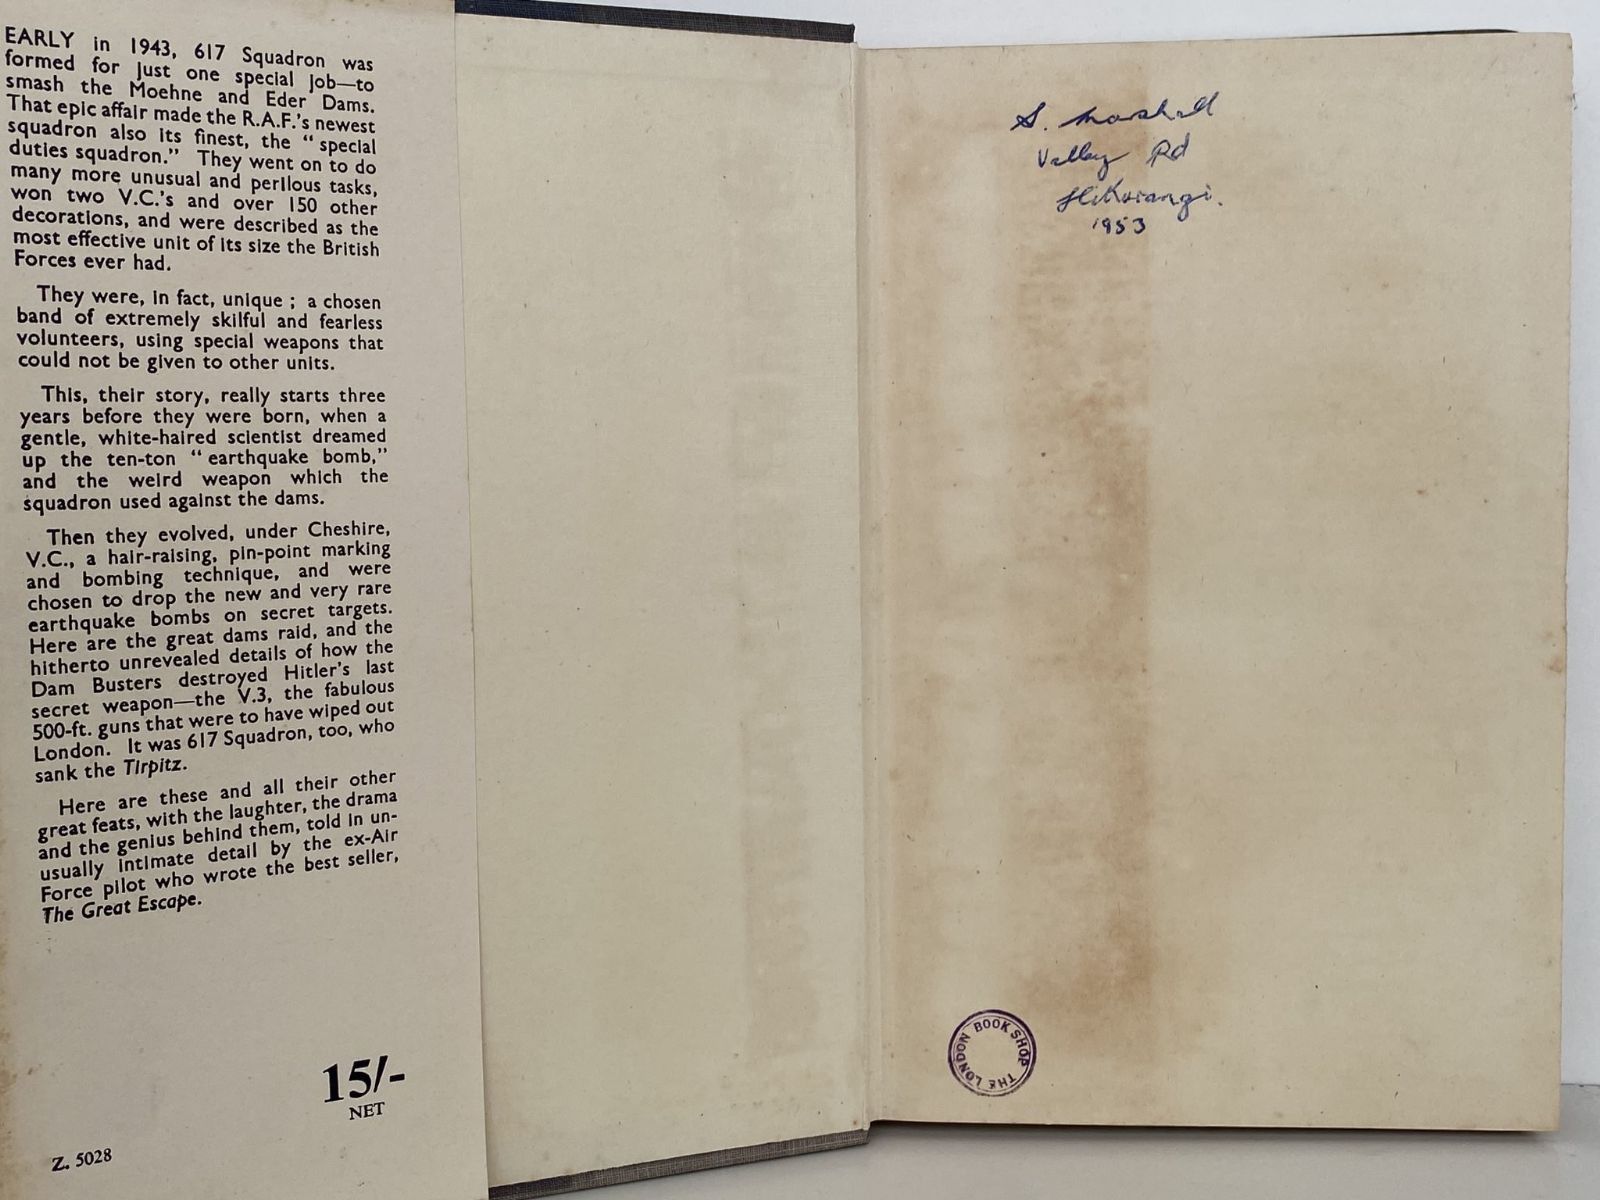 EARLY in 1943, 617 Squadron was
formed for just one special job—to
smash the Moehne and Eder Dams.
That epic affair made the R.A.F.'s newest
squadron also its finest, the "special
duties squadron." They went on to do
many more unusual and perilous tasks,
won two V.C.'s and over 150 other
decorations, and were described as the
most effective unit of its size the British
Forces ever had.
They were, in fact, unique; a chosen
band of extremely skilful and fearless
volunteers, using special weapons that
could not be given to other units.
This, their story, really starts three
years before they were born, when a
gentle, white-haired scientist dreamed
up the ten-ton "earthquake bomb,"
and the weird weapon which the
squadron used against the dams.
Then they evolved, under Cheshire,
V.C., a hair-raising, pin-point marking
and bombing technique, and were
chosen to drop the new and very rare
earthquake bombs on secret targets.
Here are the great dams raid, and the
hitherto unrevealed details of how the
Dam Busters destroyed Hitler's last
secret weapon—the V.3, the fabulous
500-ft. guns that were to have wiped out
London. It was 617 Squadron, too, who
sank the Tirpitz.
Here are these and all their other
great feats, with the laughter, the drama
and the genius behind them, told in un-
usually intimate detail by the ex-Air
Force pilot who wrote the best seller,
The Great Escape.
15/-
NET
Z. 5028
S. Marshall
Valley Rd
Hikurangi.
1953
THE LONDON BOOK SHOP